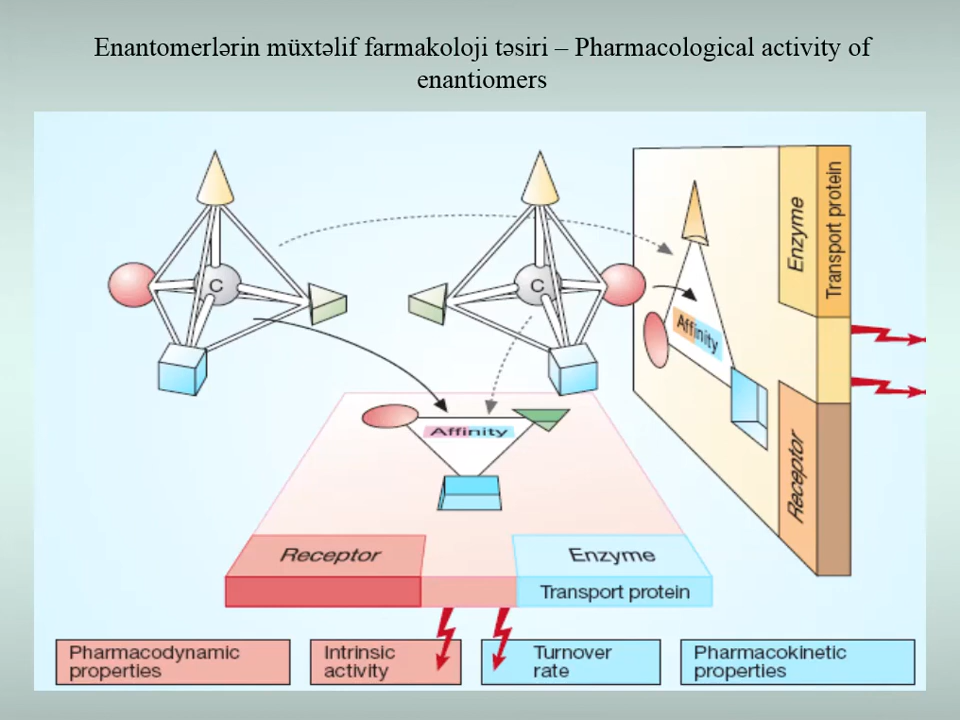 Enantomerlərin müxtəlif farmakoloji təsiri – Pharmacological activity of
enantiomers
C
C
Affinity
Enzyme
Transport protein
Receptor
Affinity
Receptor
Enzyme
Transport protein
Pharmacodynamic
properties
Intrinsic
activity
Turnover
rate
Pharmacokinetic
properties